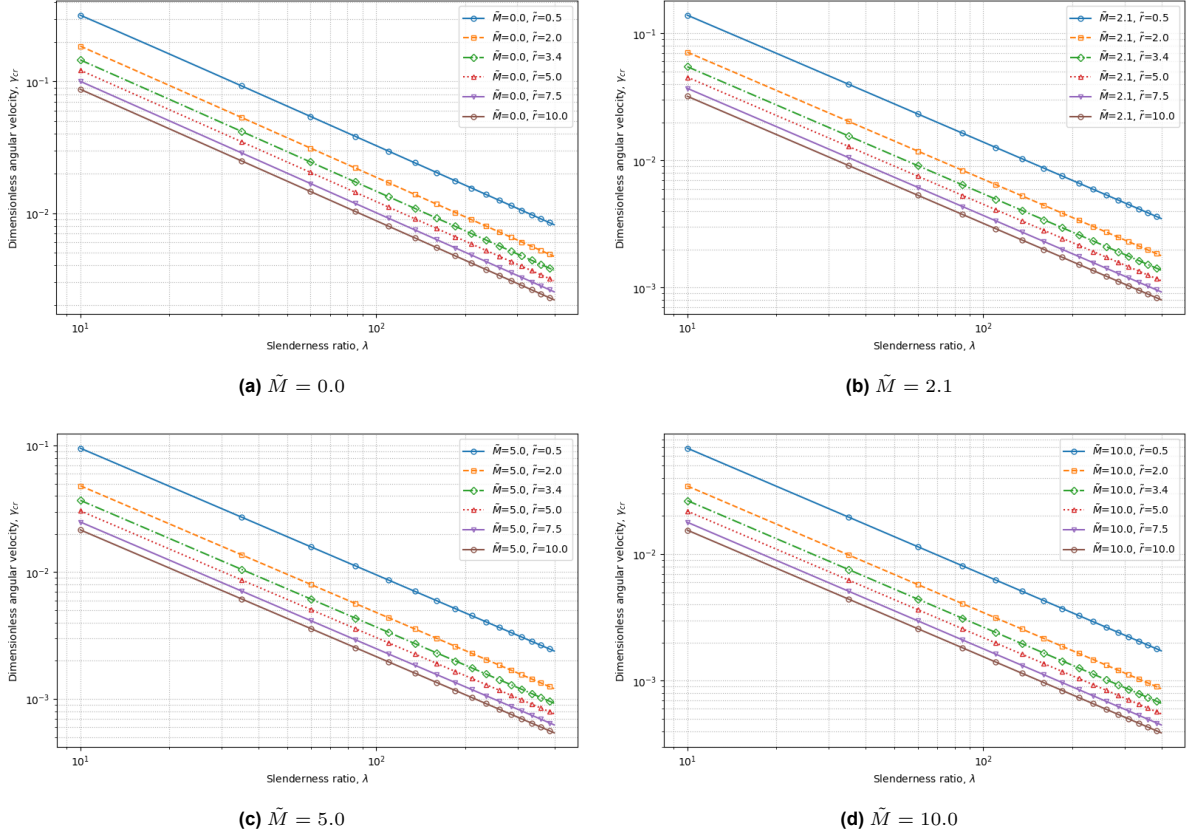 Dimensionless angular velocity, γcr
10⁻¹
10⁻²
10¹
10²
Slenderness ratio, λ
M̃=0.0, r̃=0.5
M̃=0.0, r̃=2.0
M̃=0.0, r̃=3.4
M̃=0.0, r̃=5.0
M̃=0.0, r̃=7.5
M̃=0.0, r̃=10.0
(a) M̃ = 0.0
Dimensionless angular velocity, γcr
10⁻¹
10⁻²
10⁻³
10¹
10²
Slenderness ratio, λ
M̃=2.1, r̃=0.5
M̃=2.1, r̃=2.0
M̃=2.1, r̃=3.4
M̃=2.1, r̃=5.0
M̃=2.1, r̃=7.5
M̃=2.1, r̃=10.0
(b) M̃ = 2.1
Dimensionless angular velocity, γcr
10⁻¹
10⁻²
10⁻³
10¹
10²
Slenderness ratio, λ
M̃=5.0, r̃=0.5
M̃=5.0, r̃=2.0
M̃=5.0, r̃=3.4
M̃=5.0, r̃=5.0
M̃=5.0, r̃=7.5
M̃=5.0, r̃=10.0
(c) M̃ = 5.0
Dimensionless angular velocity, γcr
10⁻²
10⁻³
10¹
10²
Slenderness ratio, λ
M̃=10.0, r̃=0.5
M̃=10.0, r̃=2.0
M̃=10.0, r̃=3.4
M̃=10.0, r̃=5.0
M̃=10.0, r̃=7.5
M̃=10.0, r̃=10.0
(d) M̃ = 10.0